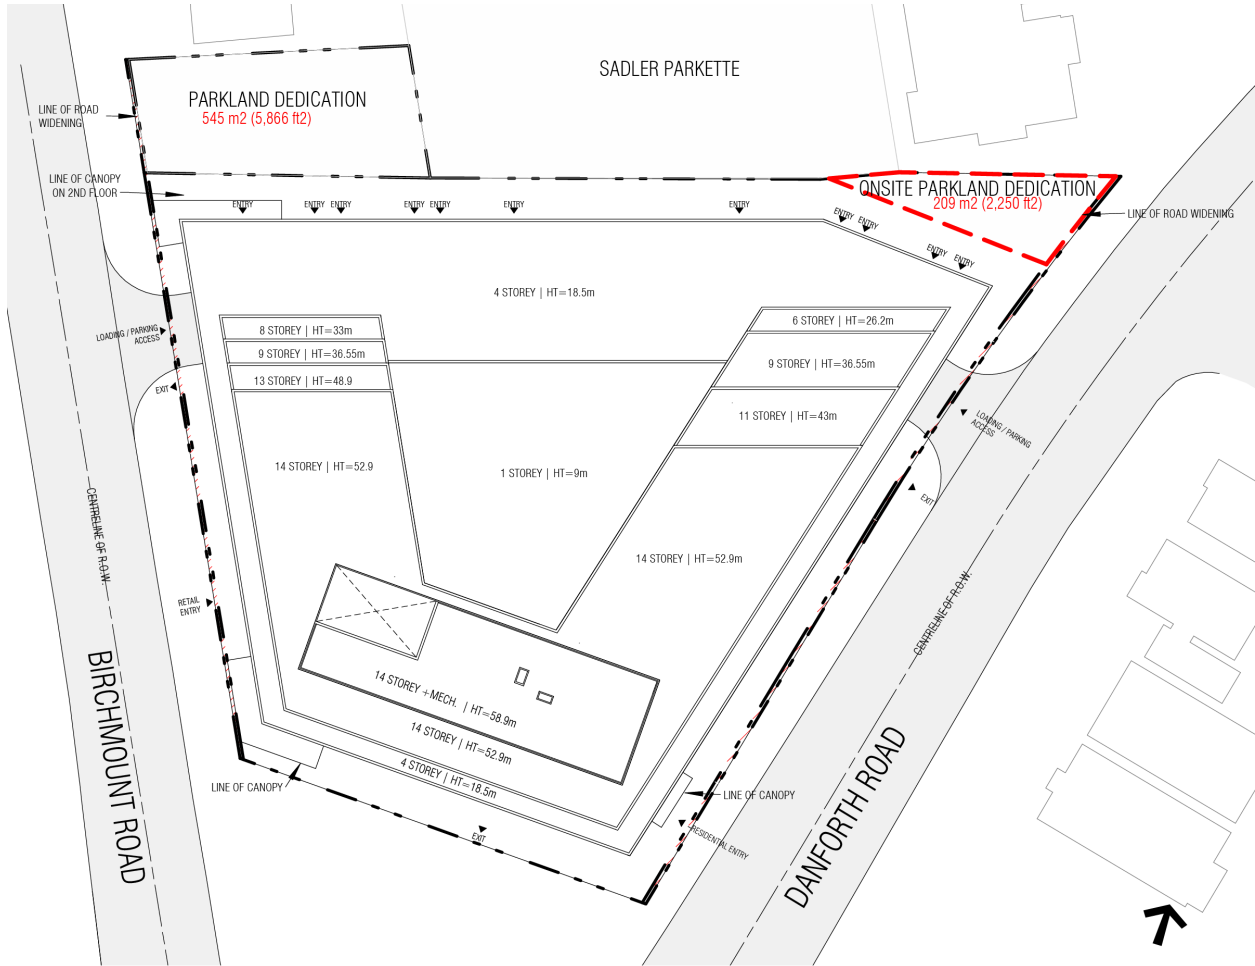 SADLER PARKETTE
PARKLAND DEDICATION
545 m2 (5,866 ft2)
LINE OF ROAD
WIDENING
LINE OF CANOPY
ON 2ND FLOOR
ONSITE PARKLAND DEDICATION
209 m2 (2,250 ft2)
LINE OF ROAD WIDENING
ENTRY
ENTRY
ENTRY
ENTRY
ENTRY
ENTRY
ENTRY
ENTRY
ENTRY
ENTRY
ENTRY
4 STOREY | HT=18.5m
8 STOREY | HT=33m
9 STOREY | HT=36.55m
13 STOREY | HT=48.9
14 STOREY | HT=52.9
6 STOREY | HT=26.2m
9 STOREY | HT=36.55m
11 STOREY | HT=43m
1 STOREY | HT=9m
14 STOREY | HT=52.9m
LOADING / PARKING
ACCESS
EXIT
LOADING / PARKING
ACCESS
EXIT
CENTRELINE OF R.O.W.
CENTRELINE OF R.O.W.
RETAIL
ENTRY
14 STOREY +MECH. | HT=58.9m
14 STOREY | HT=52.9m
4 STOREY | HT=18.5m
LINE OF CANOPY
LINE OF CANOPY
EXIT
RESIDENTIAL ENTRY
BIRCHMOUNT ROAD
DANFORTH ROAD